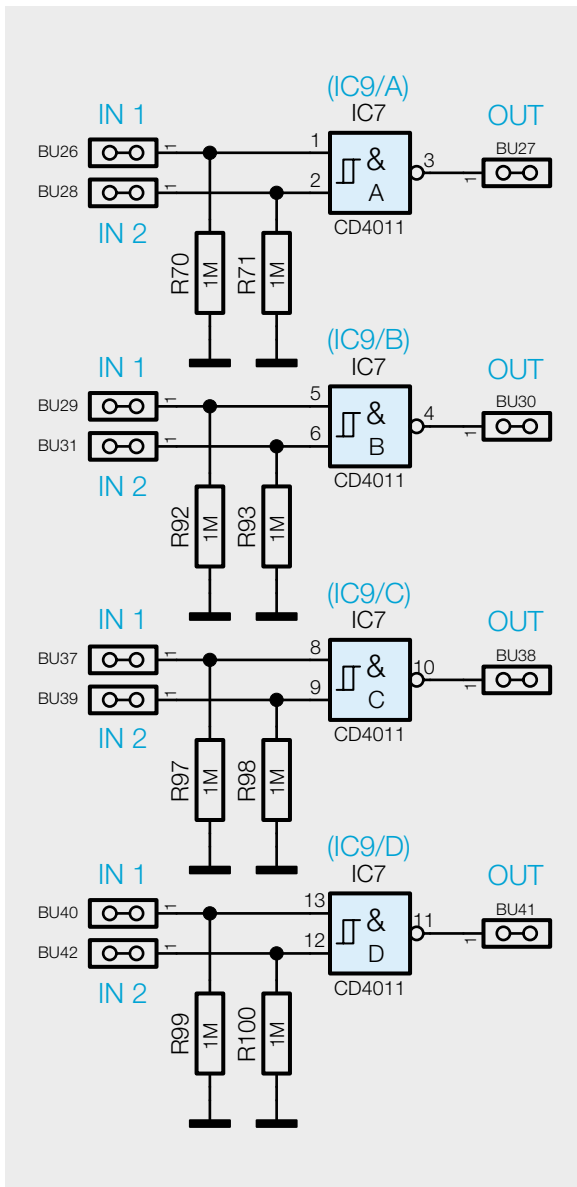 (IC9/A)
IN 1 IC7 OUT
BU26 1 1 & 3 BU27
BU28 1 2 A 1
IN 2 CD4011
R70 1M R71 1M
(IC9/B)
IN 1 IC7 OUT
BU29 1 5 & 4 BU30
BU31 1 6 B 1
IN 2 CD4011
R92 1M R93 1M
(IC9/C)
IN 1 IC7 OUT
BU37 1 8 & 10 BU38
BU39 1 9 C 1
IN 2 CD4011
R97 1M R98 1M
(IC9/D)
IN 1 IC7 OUT
BU40 1 13 & 11 BU41
BU42 1 12 D 1
IN 2 CD4011
R99 1M R100 1M